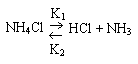 NH₄Cl K₁ ⇄ K₂ HCl + NH₃